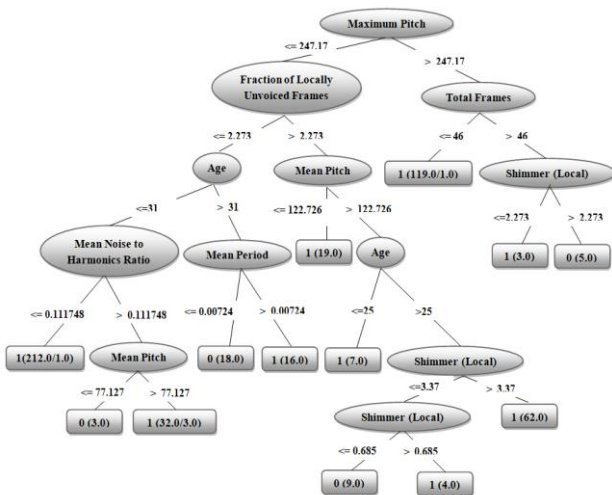 Maximum Pitch
<= 247.17
> 247.17
Fraction of Locally
Unvoiced Frames
Total Frames
<= 2.273
> 2.273
<= 46
> 46
Age
Mean Pitch
1 (119.0/1.0)
Shimmer (Local)
<=31
> 31
<= 122.726
> 122.726
<=2.273
> 2.273
Mean Noise to
Harmonics Ratio
Mean Period
1 (19.0)
Age
1 (3.0)
0 (5.0)
<= 0.111748
> 0.111748
<= 0.00724
> 0.00724
<=25
>25
1(212.0/1.0)
Mean Pitch
0 (18.0)
1 (16.0)
1 (7.0)
Shimmer (Local)
<= 77.127
> 77.127
<=3.37
> 3.37
0 (3.0)
1 (32.0/3.0)
Shimmer (Local)
1 (62.0)
<= 0.685
> 0.685
0 (9.0)
1 (4.0)